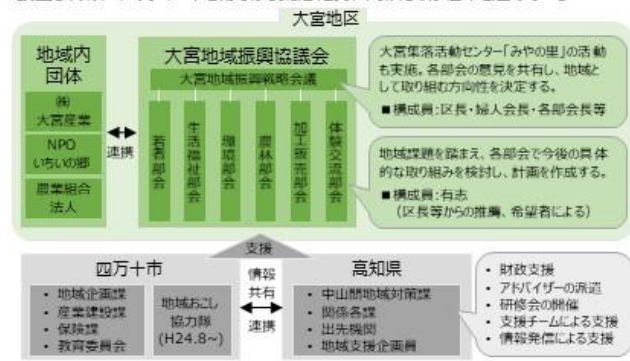 大宮地区
地域内
団体
㈱
大宮産業
NPO
いちいの郷
農業組合
法人
連携
大宮地域振興協議会
大宮地域振興戦略会議
若者部会
生活福祉部会
環境部会
農林部会
加工販売部会
体験交流部会
大宮集落活動センター「みやの里」の活動
も実施。各部会の意見を共有し、地域と
して取り組む方向性を決定する。
■構成員：区長・婦人会長・各部会長等
地域課題を踏まえ、各部会で今後の具体
的な取り組みを検討し、計画を作成する。
■構成員：有志
（区長等からの推薦、希望者による）
支援
四万十市
・地域企画課
・産業建設課
・保険課
・教育委員会
地域おこし
協力隊
(H24.8~)
情報
共有
連携
高知県
・中山間地域対策課
・関係各課
・出先機関
・地域支援企画員
・財政支援
・アドバイザーの派遣
・研修会の開催
・支援チームによる支援
・情報発信による支援